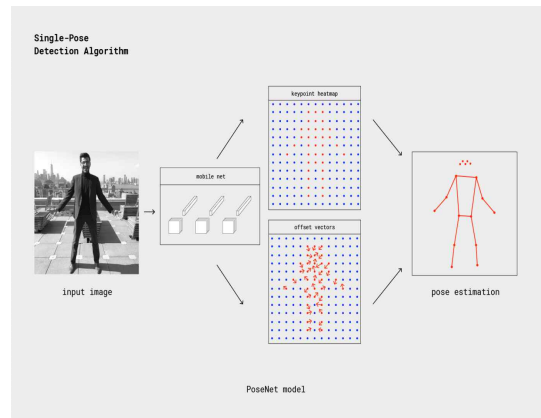 Single-Pose
Detection Algorithm
keypoint heatmap
mobile net
offset vectors
input image
pose estimation
PoseNet model